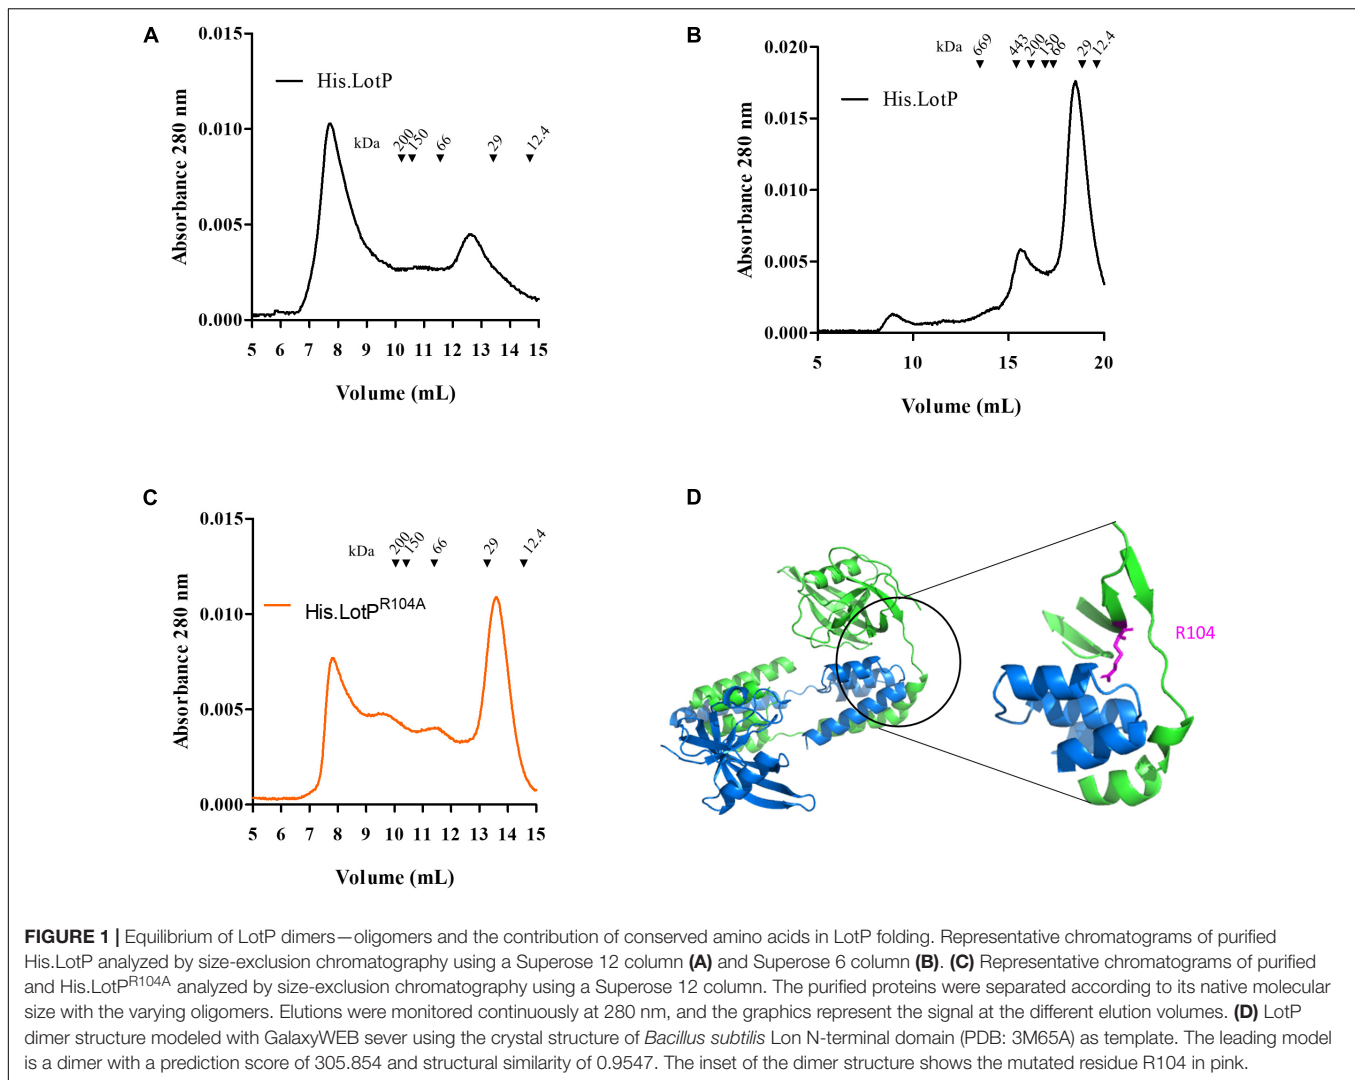 A
0.015
0.010
0.005
0.000
Absorbance 280 nm
His.LotP
kDa 200 150 66 29 12.4
5 6 7 8 9 10 11 12 13 14 15
Volume (mL)
B
0.020
0.015
0.010
0.005
0.000
Absorbance 280 nm
kDa 669 443 200 150 66 29 12.4
His.LotP
5 10 15 20
Volume (mL)
C
0.015
0.010
0.005
0.000
Absorbance 280 nm
kDa 200 150 66 29 12.4
His.LotP^R104A
5 6 7 8 9 10 11 12 13 14 15
Volume (mL)
D
R104
FIGURE 1 | Equilibrium of LotP dimers—oligomers and the contribution of conserved amino acids in LotP folding. Representative chromatograms of purified
His.LotP analyzed by size-exclusion chromatography using a Superose 12 column (A) and Superose 6 column (B). (C) Representative chromatograms of purified
and His.LotP^R104A analyzed by size-exclusion chromatography using a Superose 12 column. The purified proteins were separated according to its native molecular
size with the varying oligomers. Elutions were monitored continuously at 280 nm, and the graphics represent the signal at the different elution volumes. (D) LotP
dimer structure modeled with GalaxyWEB sever using the crystal structure of Bacillus subtilis Lon N-terminal domain (PDB: 3M65A) as template. The leading model
is a dimer with a prediction score of 305.854 and structural similarity of 0.9547. The inset of the dimer structure shows the mutated residue R104 in pink.